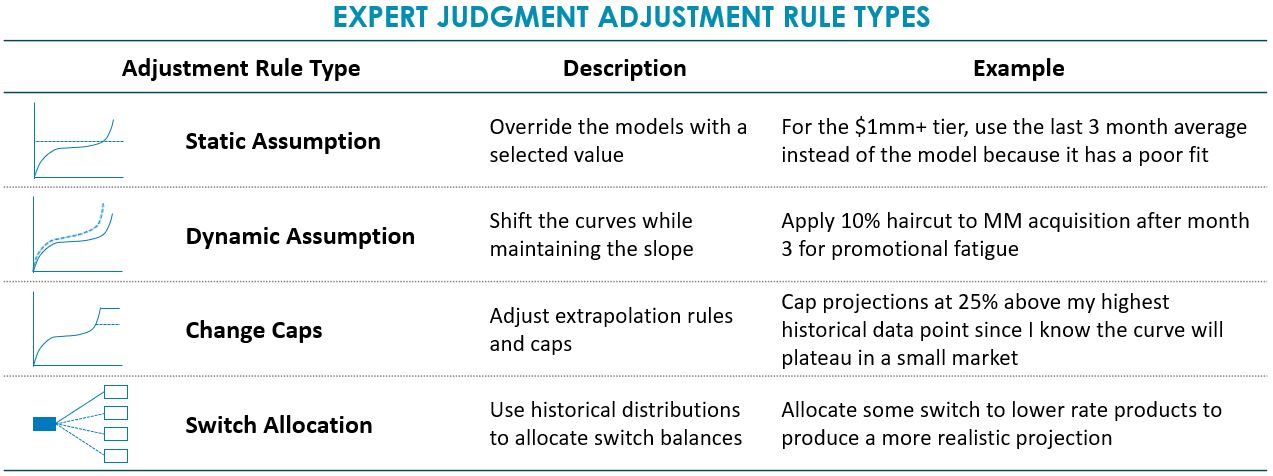 EXPERT JUDGMENT ADJUSTMENT RULE TYPES
Adjustment Rule Type Description Example
Static Assumption
Override the models with a
selected value
For the $1mm+ tier, use the last 3 month average
instead of the model because it has a poor fit
Dynamic Assumption
Shift the curves while
maintaining the slope
Apply 10% haircut to MM acquisition after month
3 for promotional fatigue
Change Caps
Adjust extrapolation rules
and caps
Cap projections at 25% above my highest
historical data point since I know the curve will
plateau in a small market
Switch Allocation
Use historical distributions
to allocate switch balances
Allocate some switch to lower rate products to
produce a more realistic projection